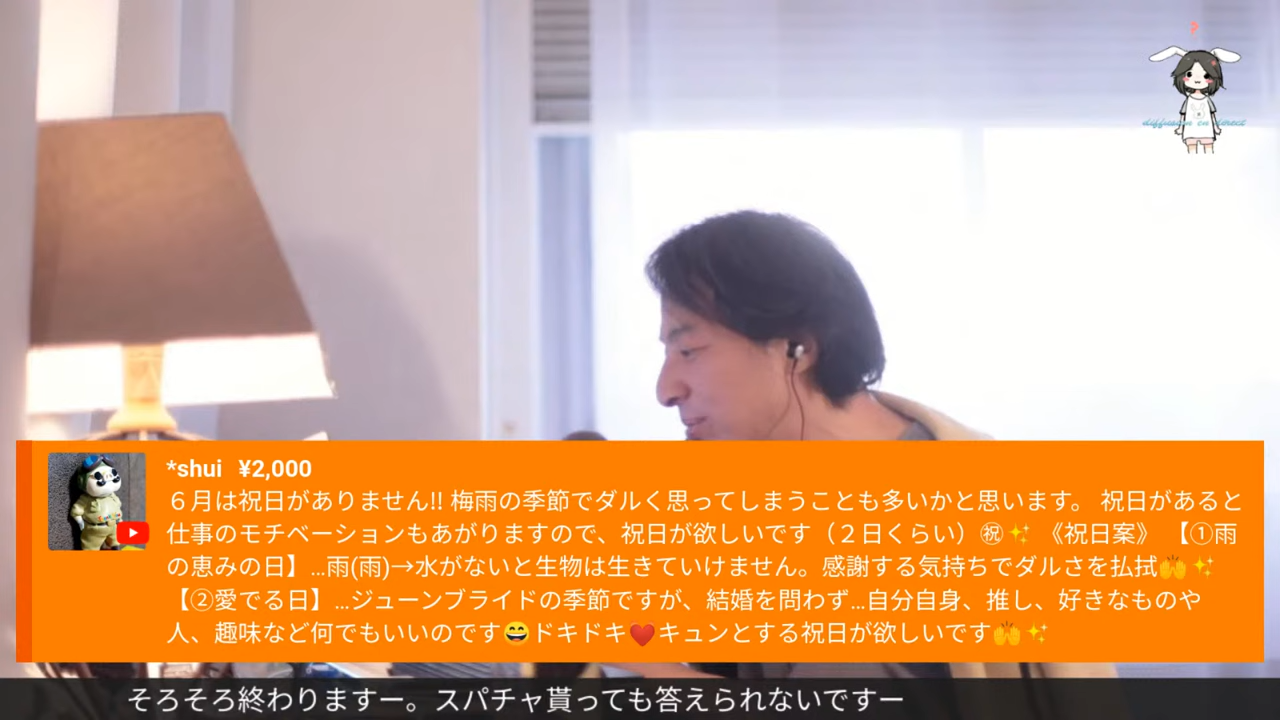 ?
diffusion en direct
*shui ¥2,000
６月は祝日がありません!! 梅雨の季節でダルく思ってしまうことも多いかと思います。 祝日があると
仕事のモチベーションもあがりますので、祝日が欲しいです（２日くらい）㊗️✨ 《祝日案》 【①雨
の恵みの日】...雨(雨)→水がないと生物は生きていけません。感謝する気持ちでダルさを払拭🙌✨
【②愛でる日】...ジューンブライドの季節ですが、結婚を問わず...自分自身、推し、好きなものや
人、趣味など何でもいいのです😄ドキドキ❤️キュンとする祝日が欲しいです🙌✨
そろそろ終わりますー。スパチャ貰っても答えられないですー